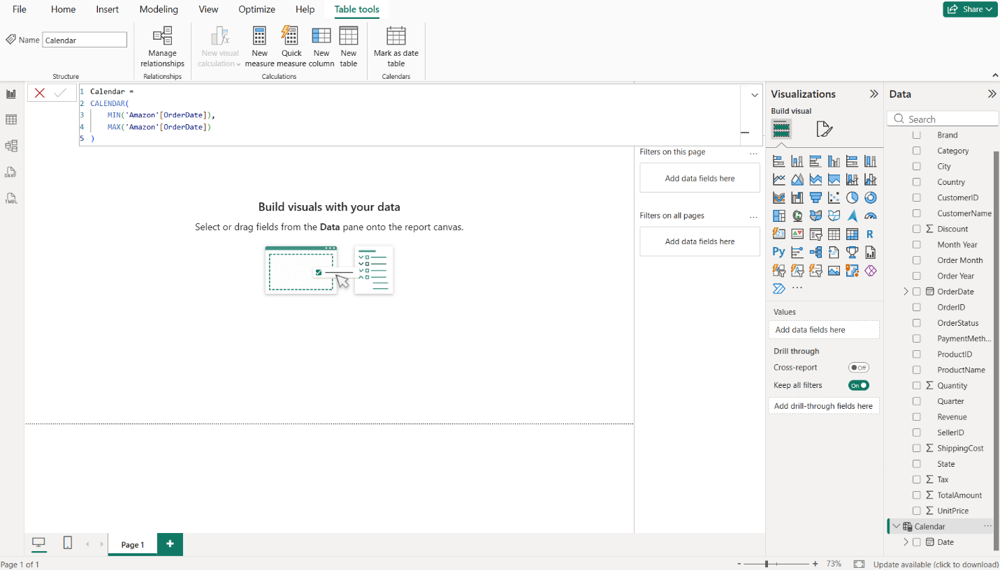 File Home Insert Modeling View Optimize Help Table tools
Share
Name Calendar
Manage relationships
New visual calculation
New measure
Quick measure
New column
New table
Mark as date table
Structure
Relationships
Calculations
Calendars
1 Calendar =
2 CALENDAR(
3 MIN('Amazon'[OrderDate]),
4 MAX('Amazon'[OrderDate])
5 )
DAX
TMDL
Build visuals with your data
Select or drag fields from the Data pane onto the report canvas.
Filters on this page ...
Add data fields here
Filters on all pages ...
Add data fields here
Visualizations
Build visual
123
R
Py
...
Values
Add data fields here
Drill through
Cross-report Off
Keep all filters On
Add drill-through fields here
Data
Search
Brand
Category
City
Country
CustomerID
CustomerName
Discount
Month Year
Order Month
Order Year
OrderDate
OrderID
OrderStatus
PaymentMeth...
ProductID
ProductName
Quantity
Quarter
Revenue
SellerID
ShippingCost
State
Tax
TotalAmount
UnitPrice
Calendar ...
Date
Page 1 +
Page 1 of 1
- + 73%
Update available (click to download)